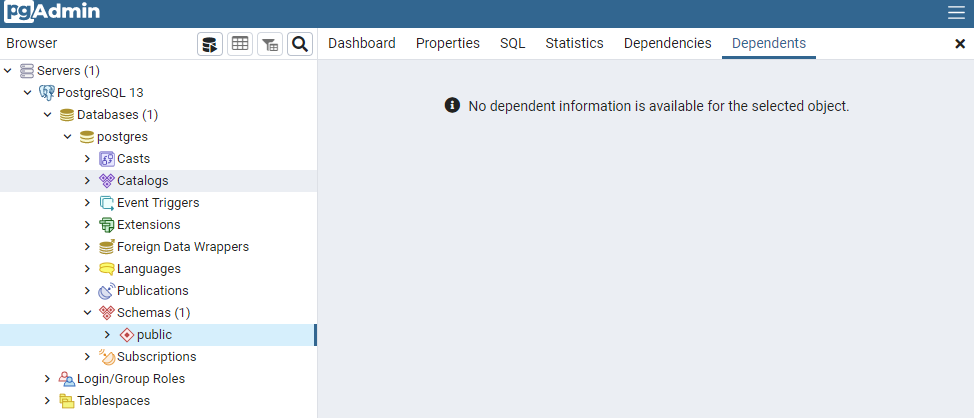 pgAdmin
Browser
Dashboard Properties SQL Statistics Dependencies Dependents
Servers (1)
PostgreSQL 13
Databases (1)
postgres
Casts
Catalogs
Event Triggers
Extensions
Foreign Data Wrappers
Languages
Publications
Schemas (1)
public
Subscriptions
Login/Group Roles
Tablespaces
No dependent information is available for the selected object.